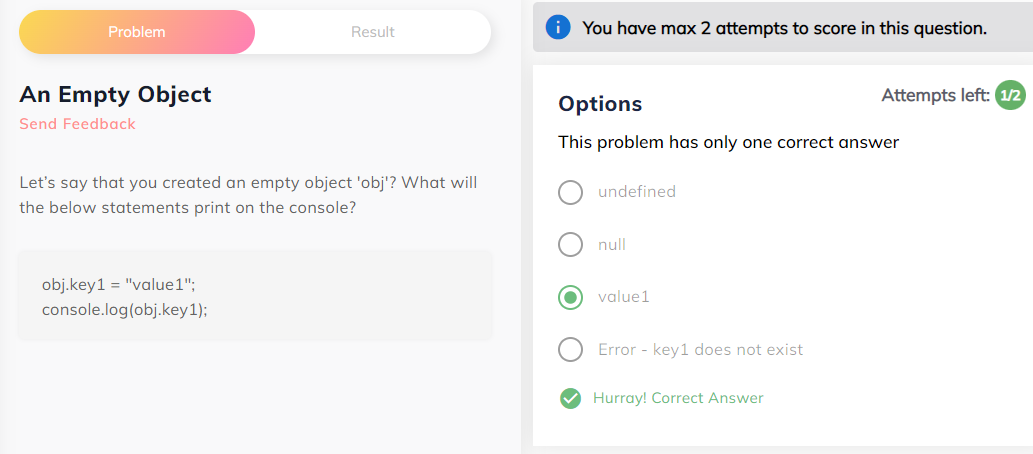 Problem
Result
An Empty Object
Send Feedback
Let’s say that you created an empty object 'obj'? What will
the below statements print on the console?
obj.key1 = "value1";
console.log(obj.key1);
You have max 2 attempts to score in this question.
Attempts left: 1/2
Options
This problem has only one correct answer
undefined
null
value1
Error - key1 does not exist
Hurray! Correct Answer